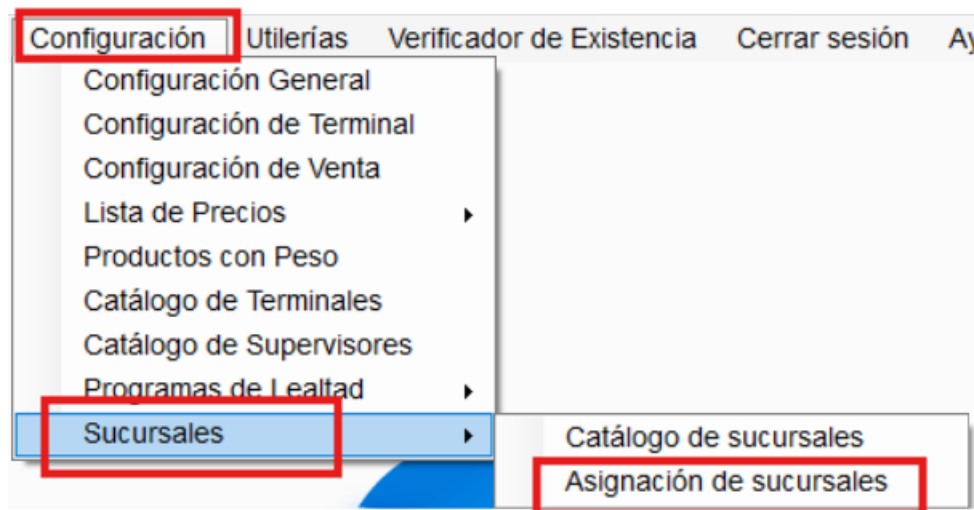 Configuración Utilerías Verificador de Existencia Cerrar sesión
Configuración General
Configuración de Terminal
Configuración de Venta
Lista de Precios
Productos con Peso
Catálogo de Terminales
Catálogo de Supervisores
Programas de Lealtad
Sucursales
Catálogo de sucursales
Asignación de sucursales